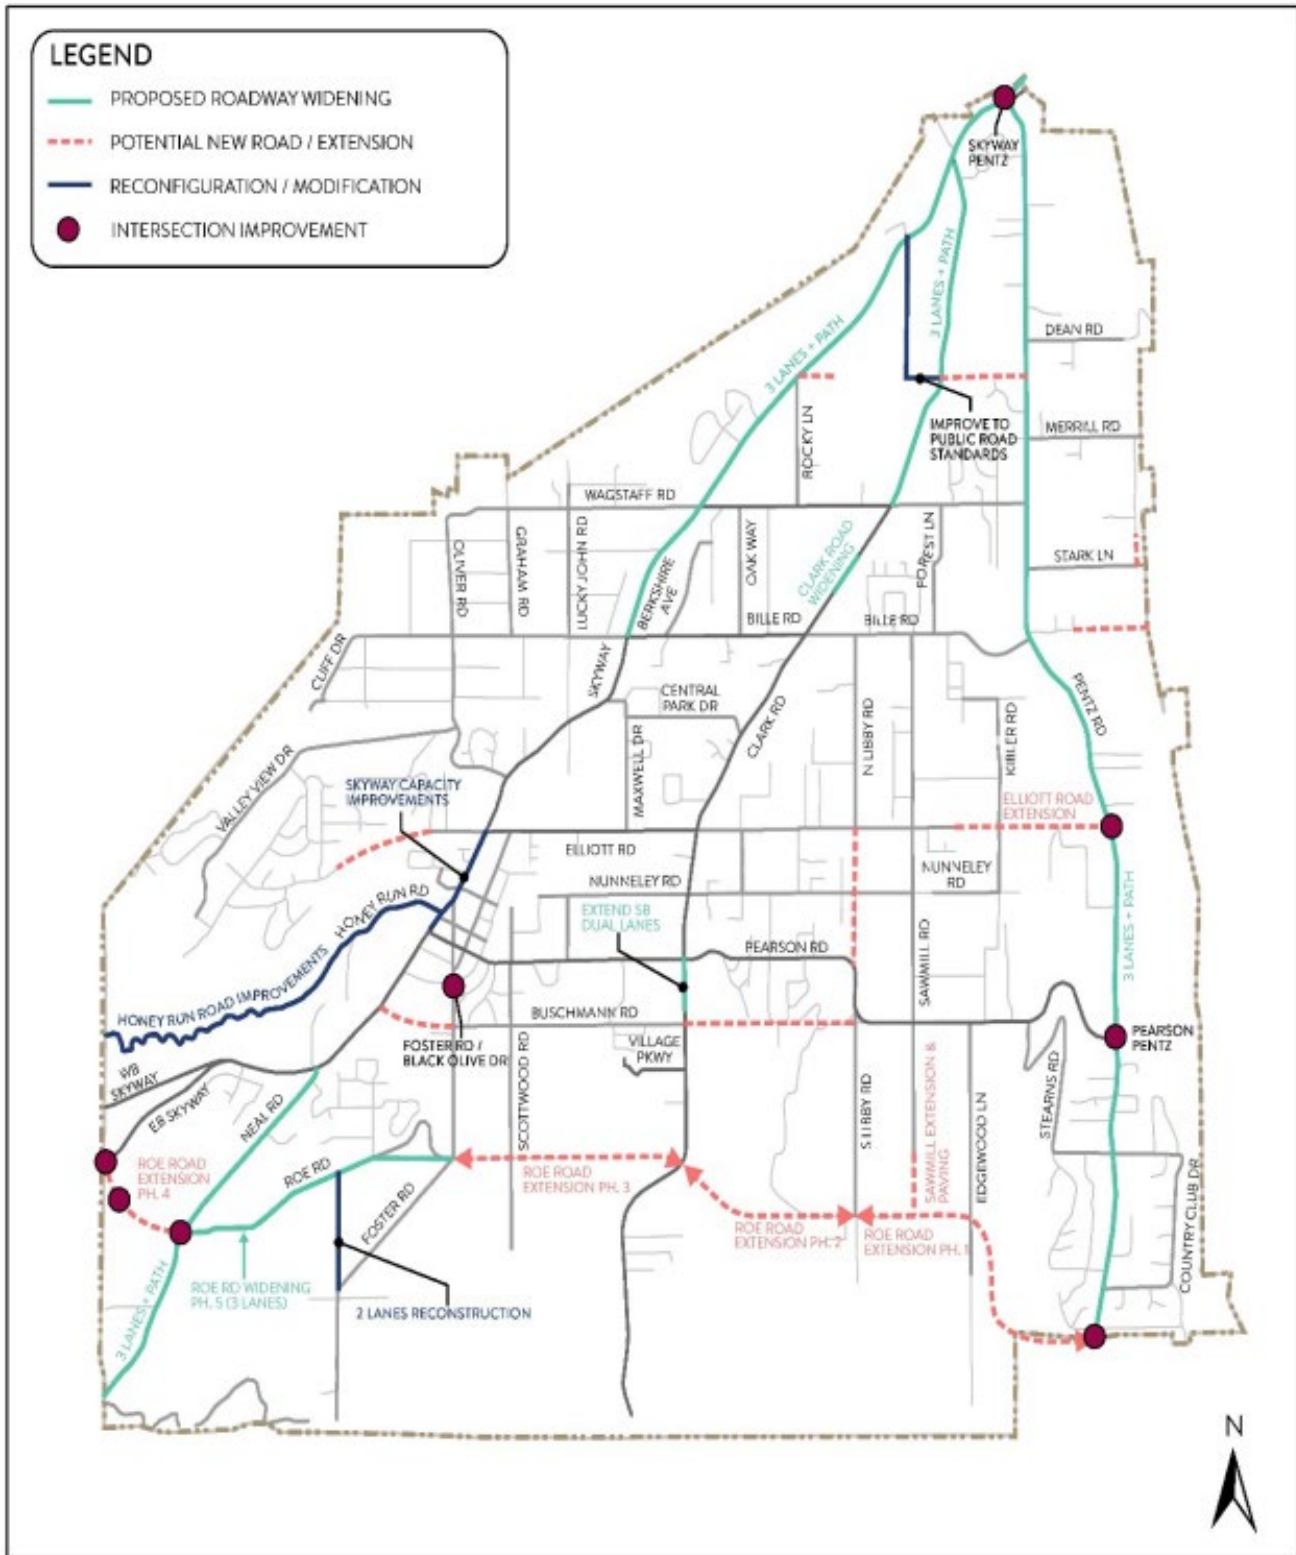 LEGEND
PROPOSED ROADWAY WIDENING
POTENTIAL NEW ROAD / EXTENSION
RECONFIGURATION / MODIFICATION
INTERSECTION IMPROVEMENT
SKYWAY
PENTZ
3 LANES + PATH
3 LANES + PATH
DEAN RD
IMPROVE TO
PUBLIC ROAD
STANDARDS
MERRILL RD
ROCKY LN
WAGSTAFF RD
OLIVER RD
GRAHAM RD
LUCKY JOHN RD
BERKSHIRE
AVE
OAK WAY
CLARK ROAD
WIDENING
FOREST LN
STARK LN
BILLE RD
BILLE RD
CLIFF DR
SKYWAY
CENTRAL
PARK DR
CLARK RD
MAXWELL DR
N LIBBY RD
KIBLER RD
PENTZ RD
VALLEY VIEW DR
SKYWAY CAPACITY
IMPROVEMENTS
ELLIOTT ROAD
EXTENSION
ELLIOTT RD
NUNNELEY RD
NUNNELEY
RD
HONEY RUN RD
EXTEND SB
DUAL LANES
PEARSON RD
SAWMILL RD
3 LANES + PATH
HONEY RUN ROAD IMPROVEMENTS
BUSCHMANN RD
FOSTER RD /
BLACK OLIVE DR
VILLAGE
PKWY
PEARSON
PENTZ
WB
SKYWAY
EB SKYWAY
NEAL RD
SCOTTWOOD RD
S LIBBY RD
SAWMILL EXTENSION &
PAVING
EDGEWOOD LN
STEARNS RD
COUNTRY CLUB DR
ROE ROAD
EXTENSION
PH. 4
ROE RD
ROE ROAD
EXTENSION PH. 3
FOSTER RD
ROE ROAD
EXTENSION PH. 2
ROE ROAD
EXTENSION PH. 1
ROE RD WIDENING
PH. 5 (3 LANES)
2 LANES RECONSTRUCTION
3 LANES + PATH
N